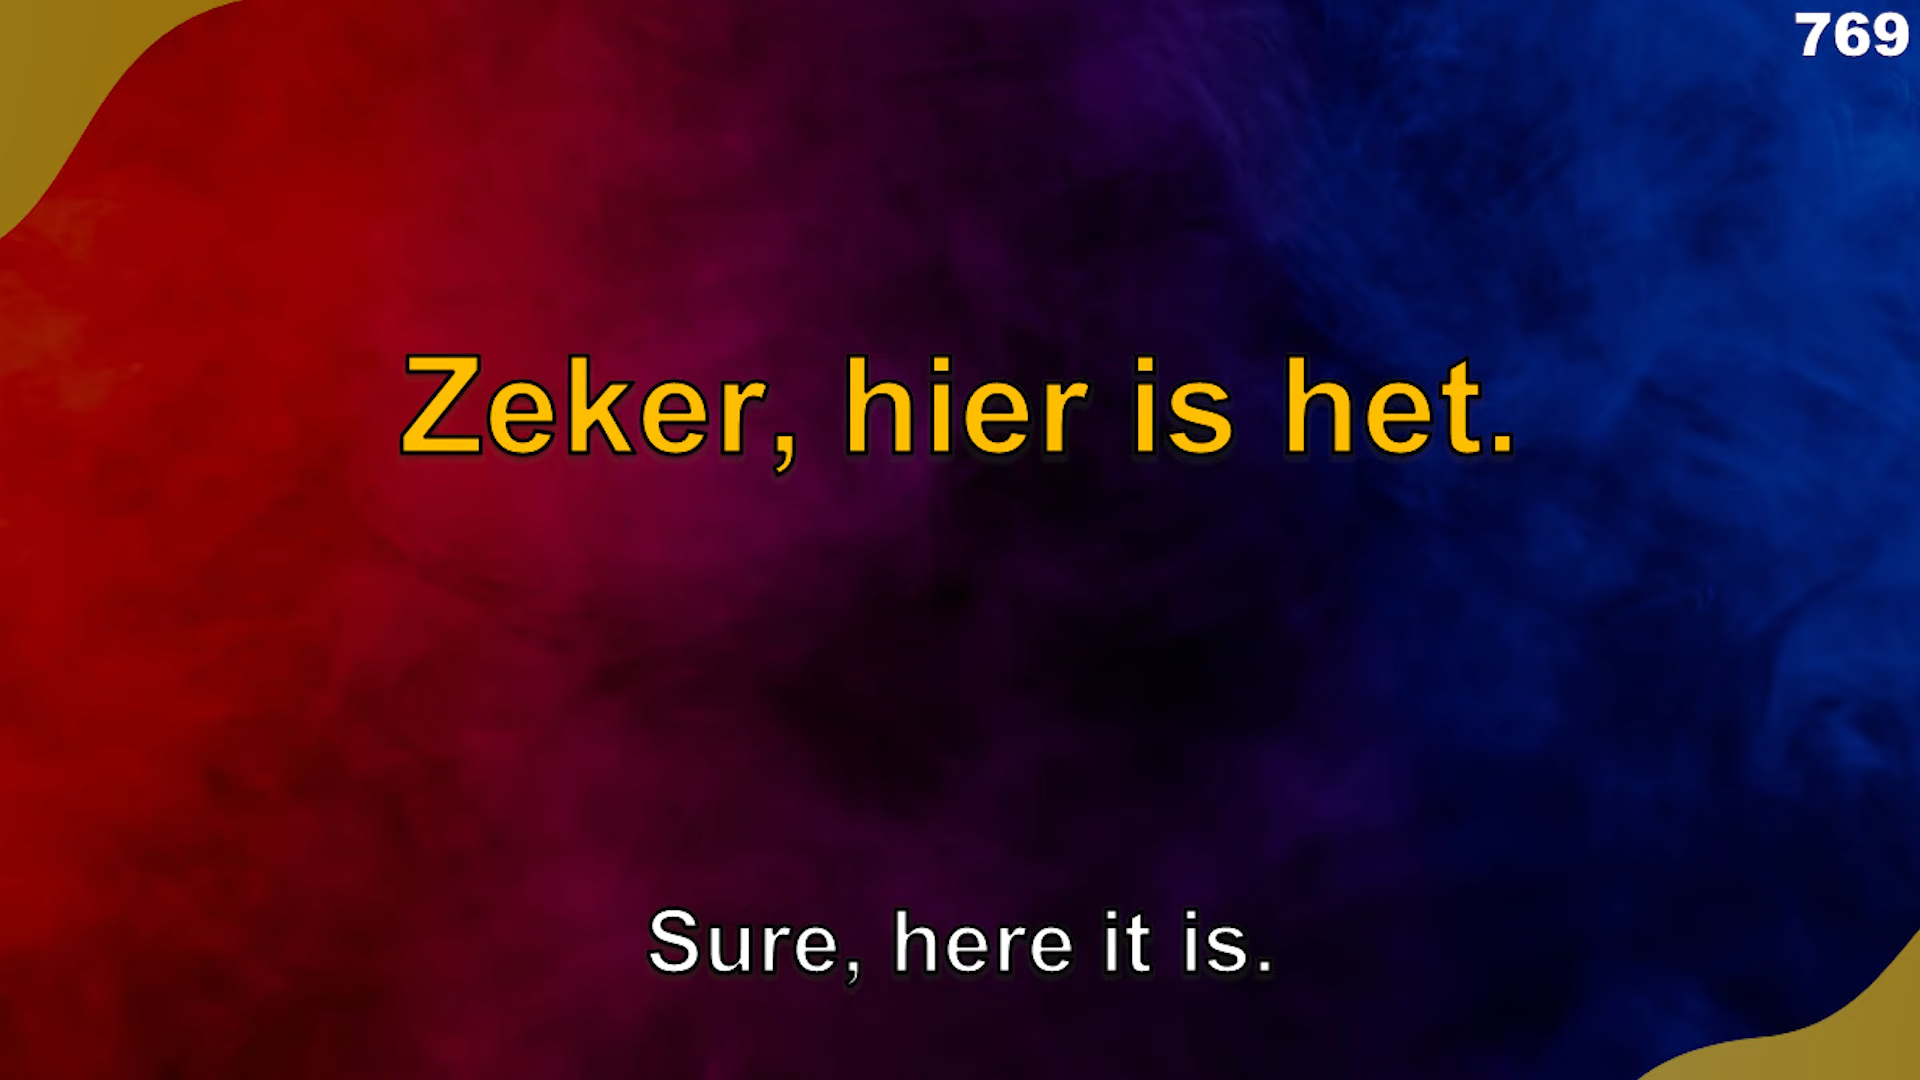 769
Zeker, hier is het.
Sure, here it is.